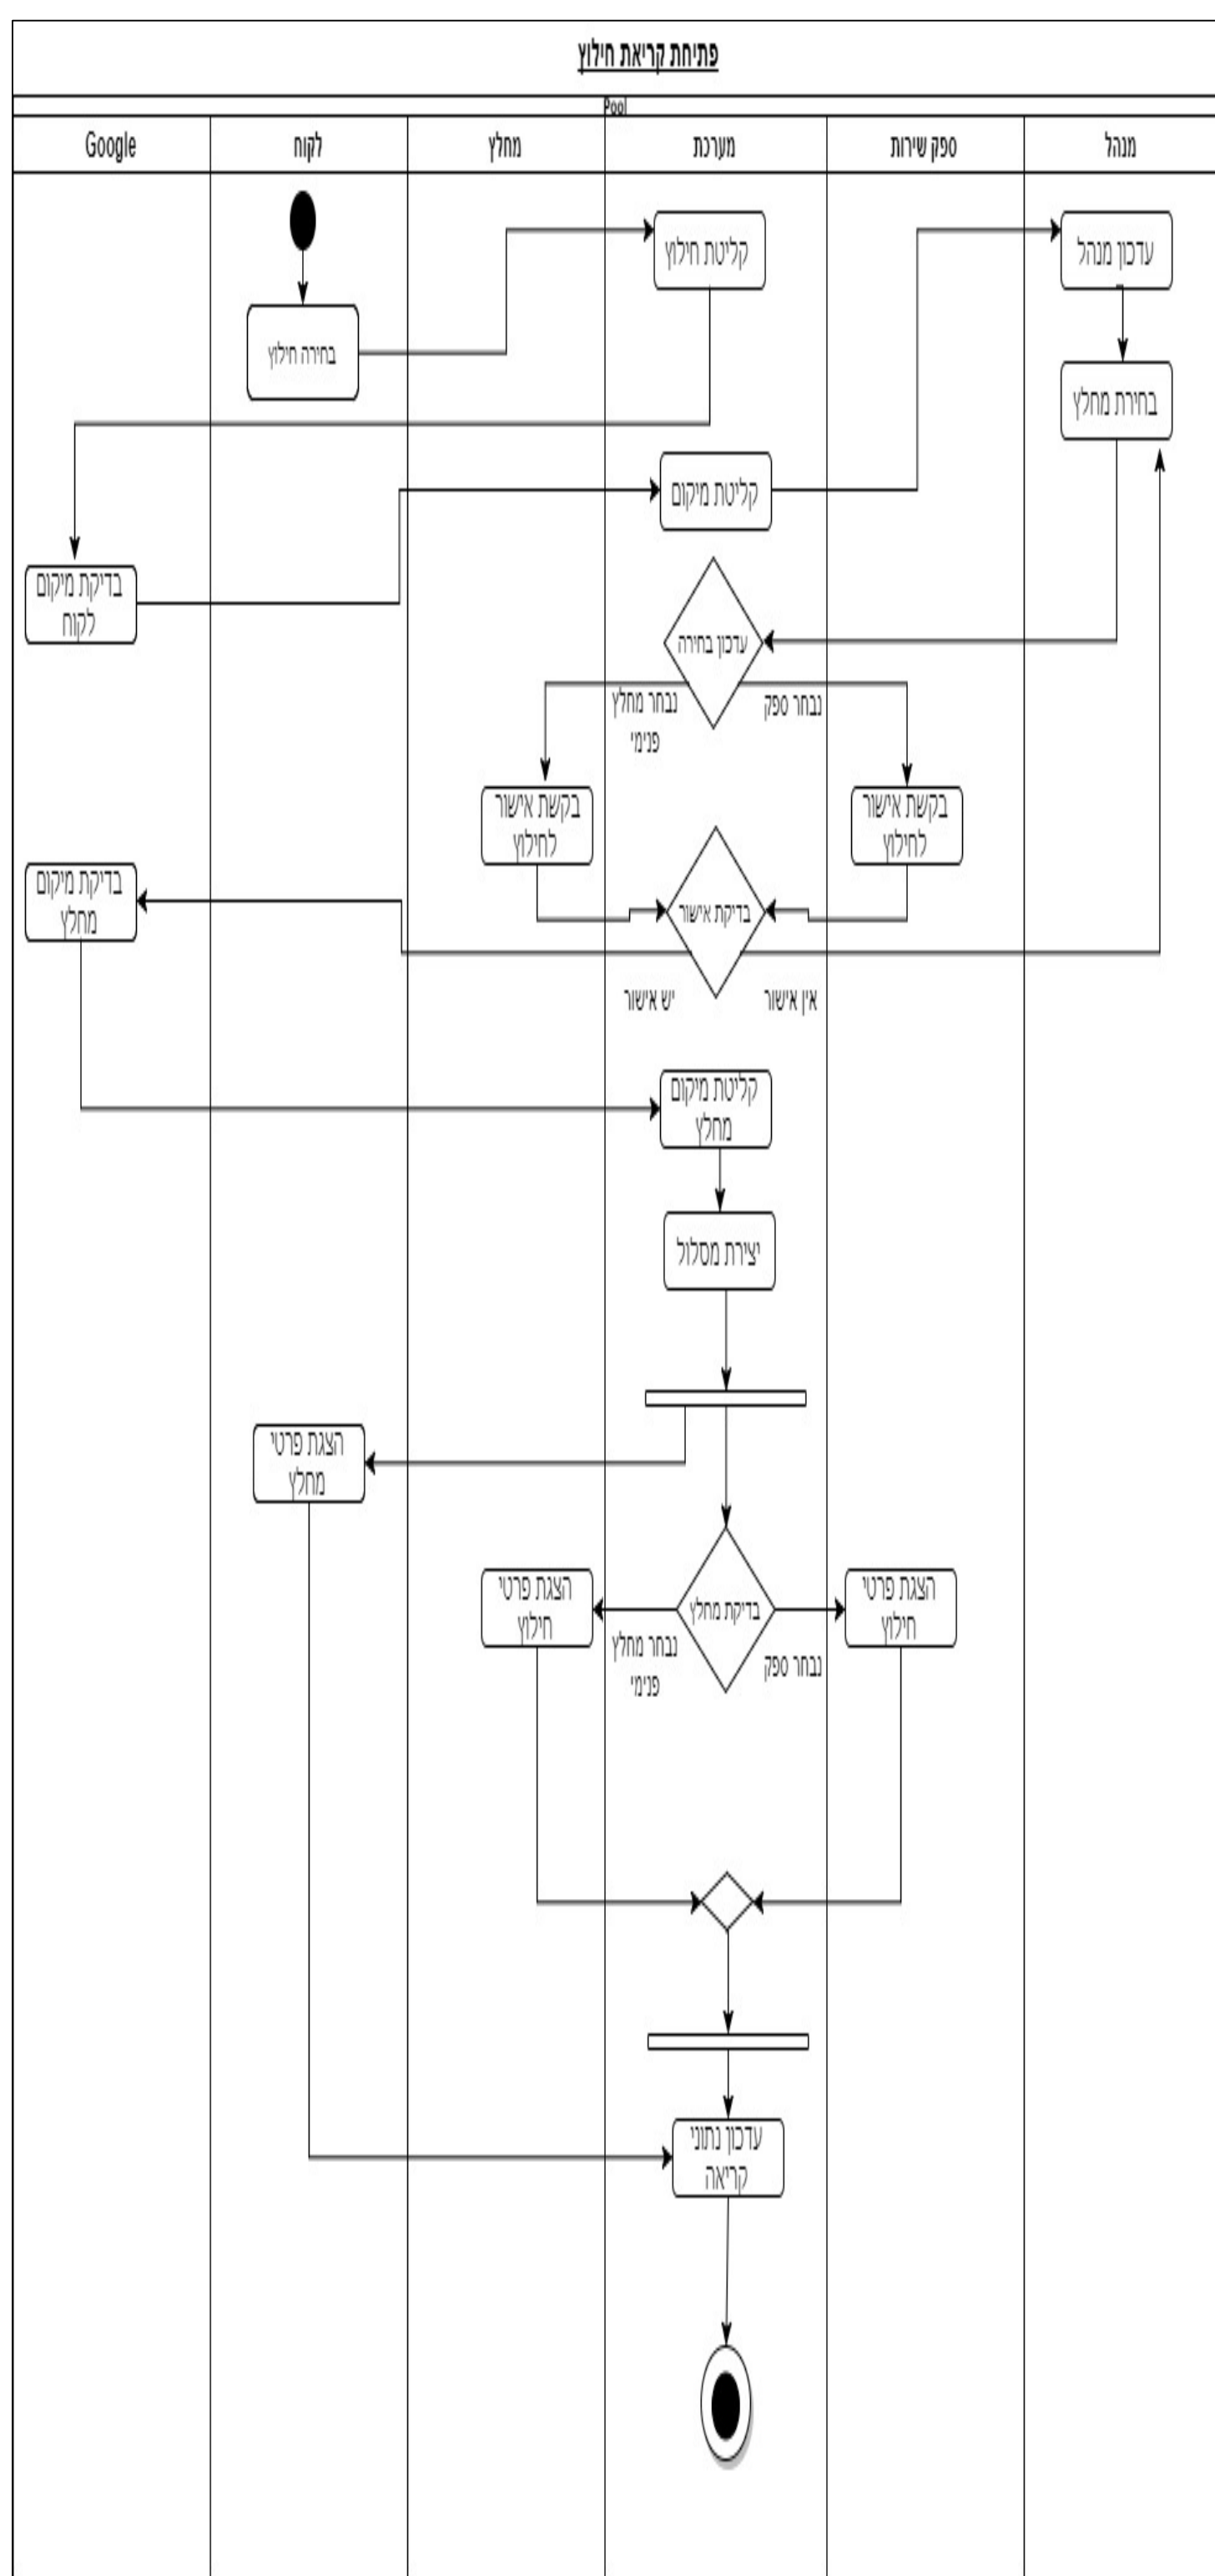 פתיחת קריאת חילוץ
Pool
Google
לקוח
מחלץ
מערכת
ספק שירות
מנהל
קליטת חילוץ
עדכון מנהל
בחירה חילוץ
בחירת מחלץ
קליטת מיקום
בדיקת מיקום
לקוח
עדכון בחירה
נבחר מחלץ
פנימי
נבחר ספק
בקשת אישור
לחילוץ
בקשת אישור
לחילוץ
בדיקת מיקום
מחלץ
בדיקת אישור
יש אישור
אין אישור
קליטת מיקום
מחלץ
יצירת מסלול
הצגת פרטי
מחלץ
הצגת פרטי
חילוץ
בדיקת מחלץ
הצגת פרטי
חילוץ
נבחר מחלץ
פנימי
נבחר ספק
עדכון נתוני
קריאה